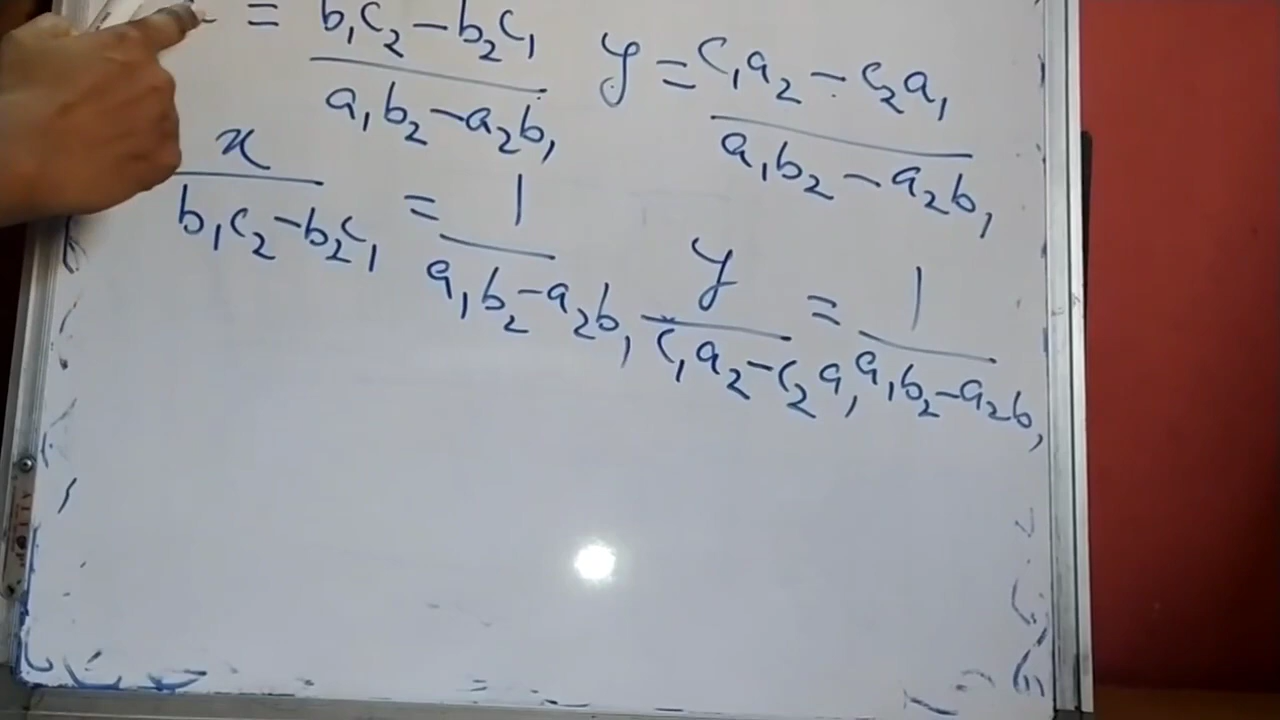 = b₁c₂ - b₂c₁ / a₁b₂ - a₂b₁
y = c₁a₂ - c₂a₁ / a₁b₂ - a₂b₁
x / b₁c₂ - b₂c₁ = 1 / a₁b₂ - a₂b₁
y / c₁a₂ - c₂a₁ = 1 / a₁b₂ - a₂b₁